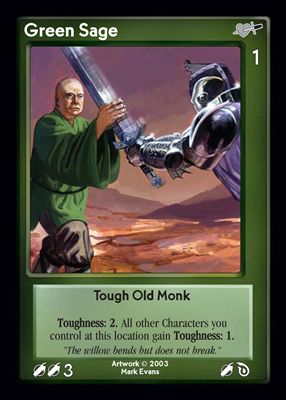 Green Sage
1
Tough Old Monk
Toughness: 2. All other Characters you
control at this location gain Toughness: 1.
"The willow bends but does not break."
Artwork © 2003
Mark Evans
3